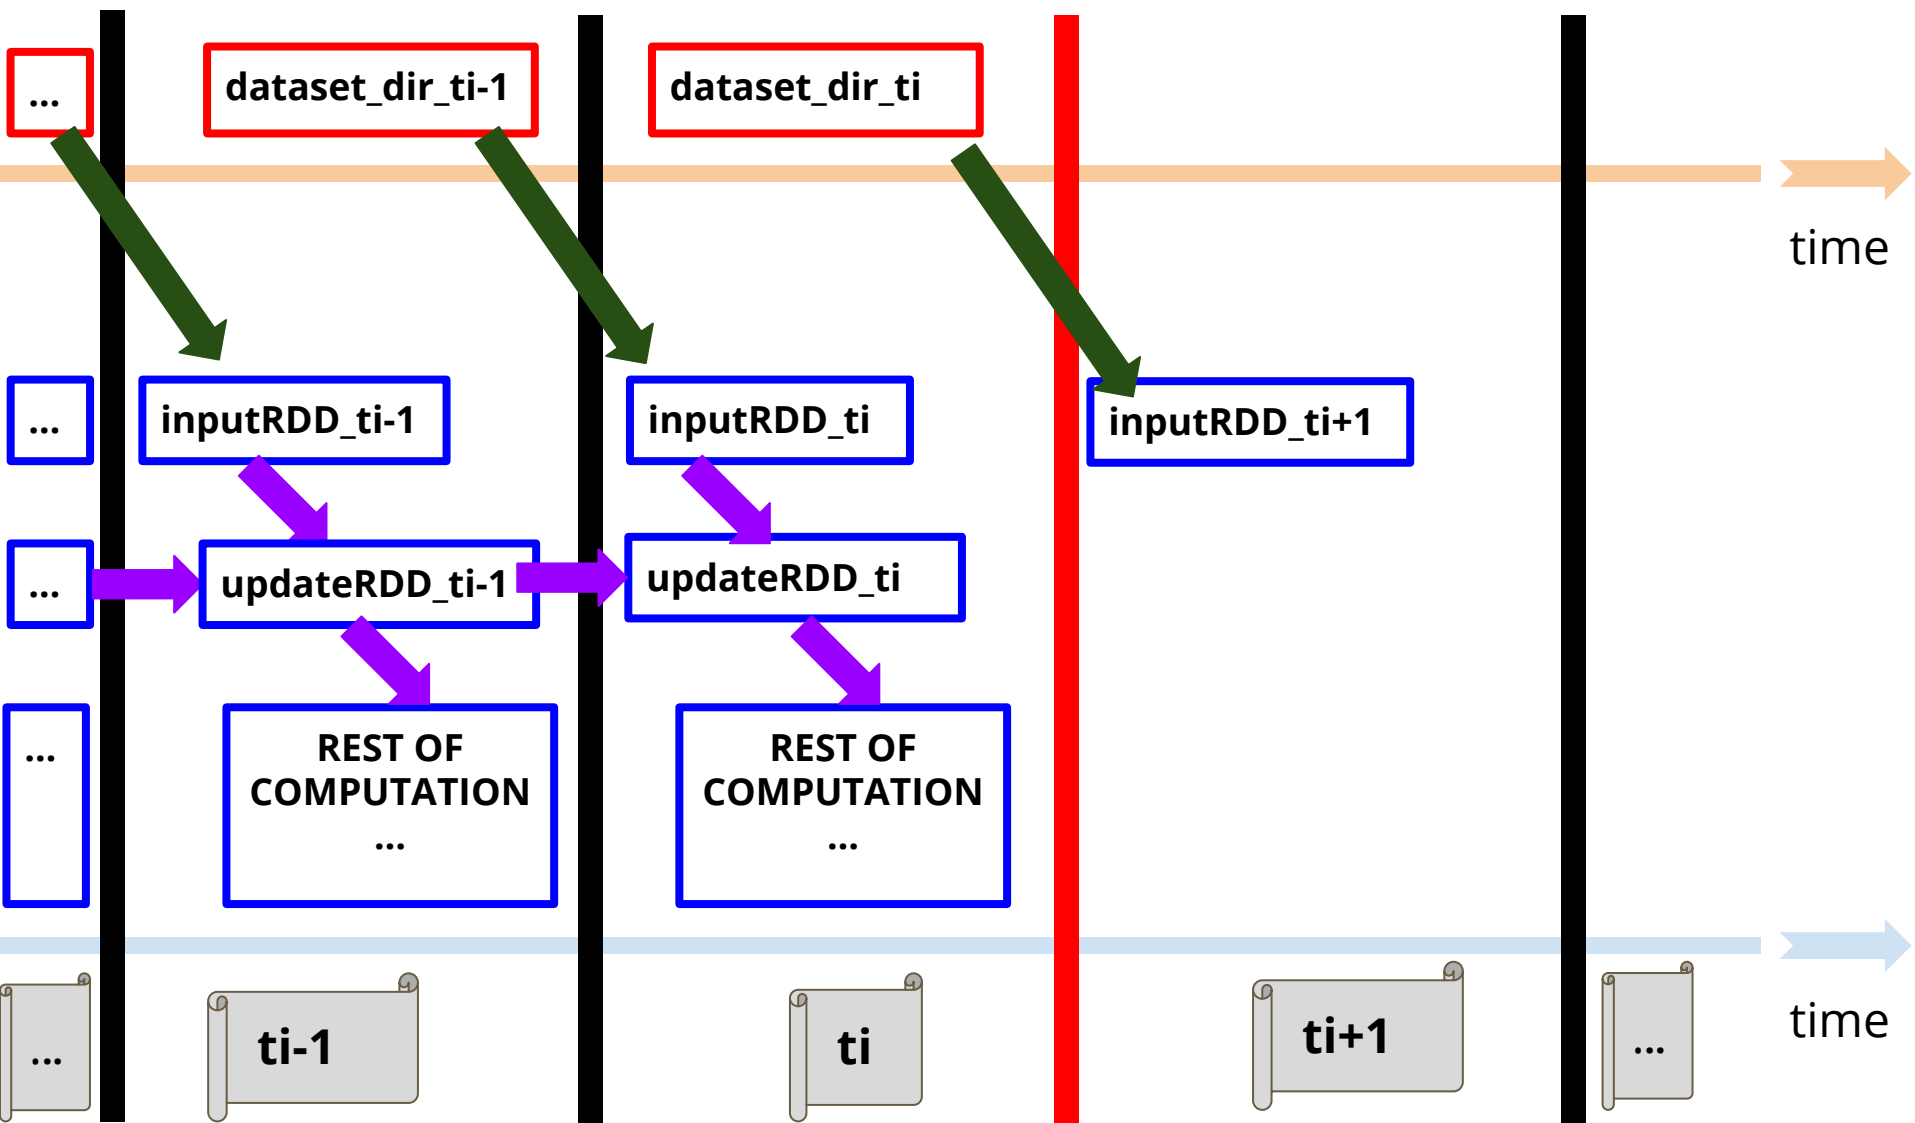 ...
dataset_dir_ti-1
dataset_dir_ti
time
...
inputRDD_ti-1
inputRDD_ti
inputRDD_ti+1
...
updateRDD_ti-1
updateRDD_ti
...
REST OF
COMPUTATION
...
REST OF
COMPUTATION
...
...
ti-1
ti
ti+1
...
time